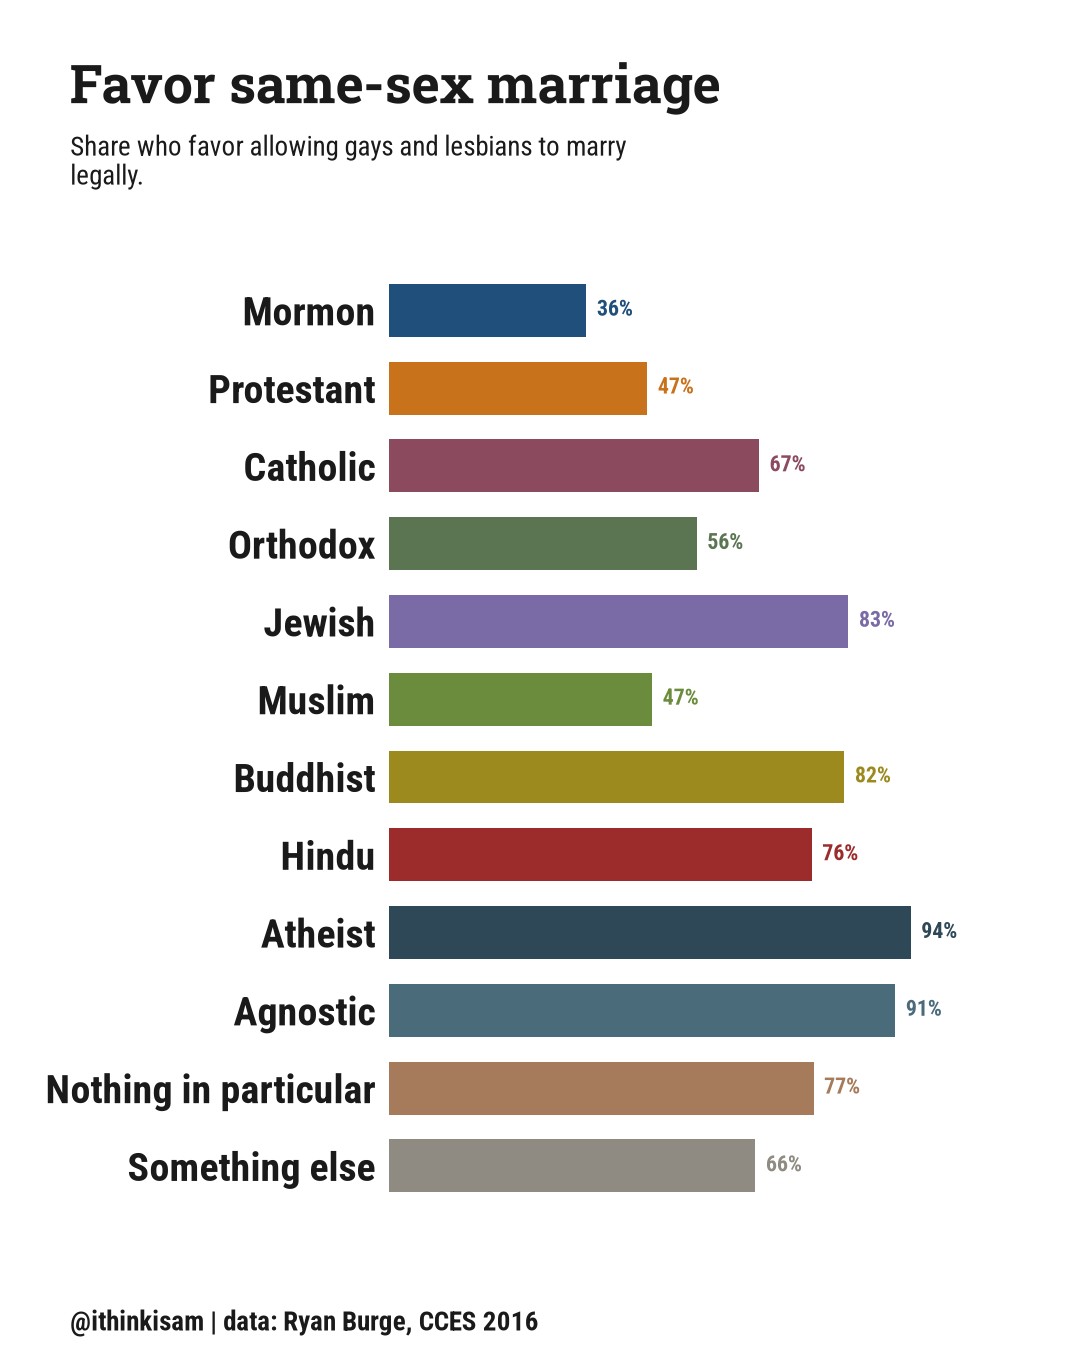 Favor same-sex marriage
Share who favor allowing gays and lesbians to marry
legally.
Mormon 36%
Protestant 47%
Catholic 67%
Orthodox 56%
Jewish 83%
Muslim 47%
Buddhist 82%
Hindu 76%
Atheist 94%
Agnostic 91%
Nothing in particular 77%
Something else 66%
@ithinkisam | data: Ryan Burge, CCES 2016